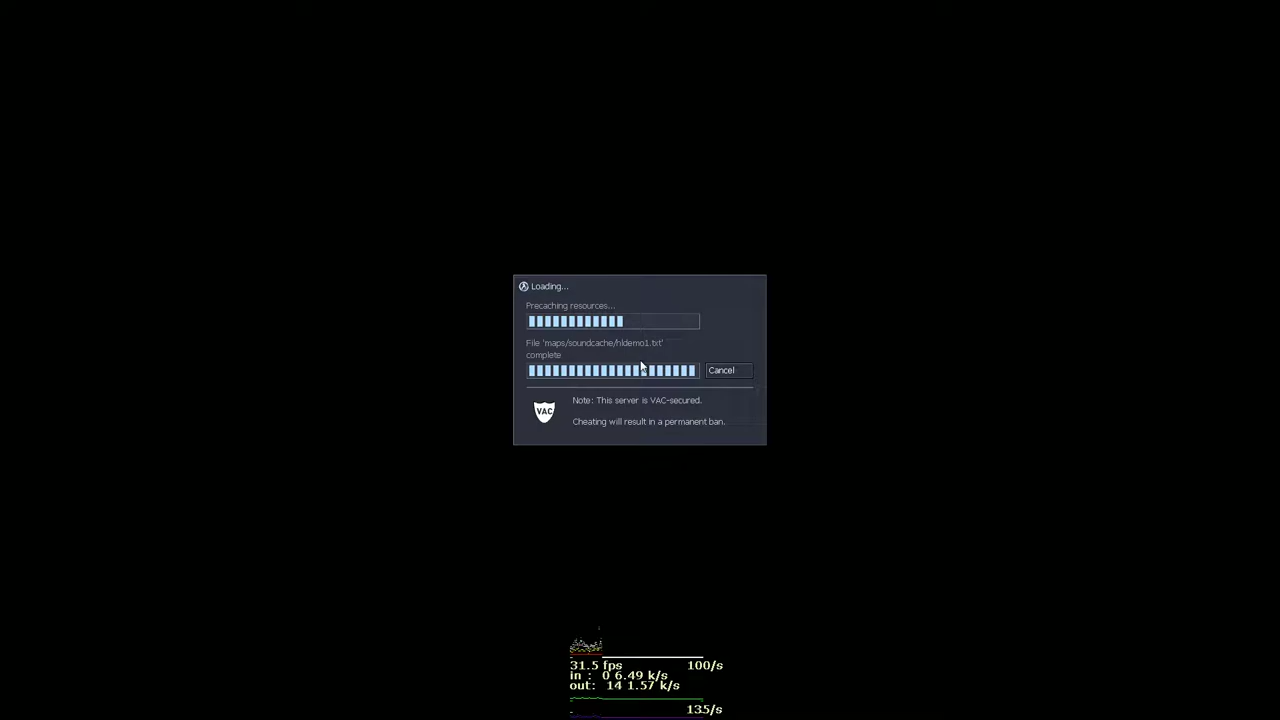 Loading...
Precaching resources...
File 'maps/soundcache/hldemo1.txt'
complete
Cancel
Note: This server is VAC-secured.
VAC
Cheating will result in a permanent ban.
31.5 fps 100/s
in : 0 6.49 k/s
out: 14 1.57 k/s
135/s